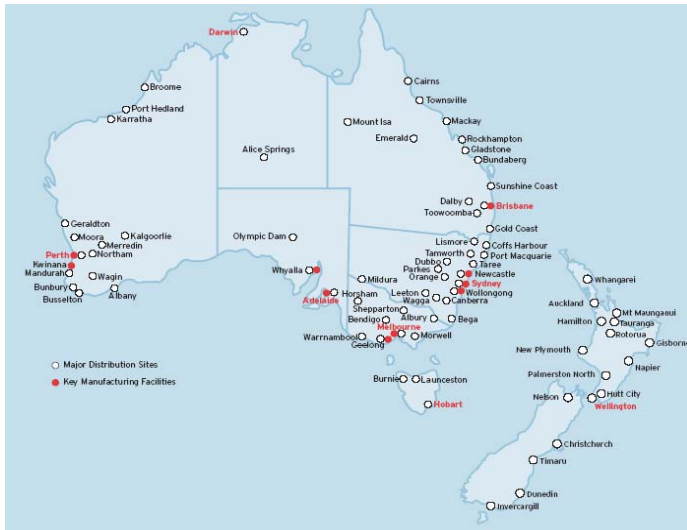 Darwin
Broome
Port Hedland
Karratha
Cairns
Townsville
Mount Isa
Mackay
Emerald
Rockhampton
Gladstone
Bundaberg
Alice Springs
Sunshine Coast
Dalby
Brisbane
Toowoomba
Geraldton
Moora
Kalgoorlie
Merredin
Perth
Northam
Kwinana
Mandurah
Wagin
Bunbury
Busselton
Albany
Olympic Dam
Gold Coast
Lismore
Coffs Harbour
Tamworth
Port Macquarie
Dubbo
Taree
Whyalla
Parkes
Newcastle
Mildura
Orange
Sydney
Adelaide
Horsham
Leeton
Wollongong
Wagga
Canberra
Shepparton
Bendigo
Albury
Bega
Melbourne
Warrnambool
Geelong
Morwell
Burnie
Launceston
Hobart
Whangarei
Auckland
Mt Maunganui
Hamilton
Tauranga
Rotorua
Gisborne
New Plymouth
Napier
Palmerston North
Nelson
Hutt City
Wellington
Christchurch
Timaru
Dunedin
Invercargill
Major Distribution Sites
Key Manufacturing Facilities